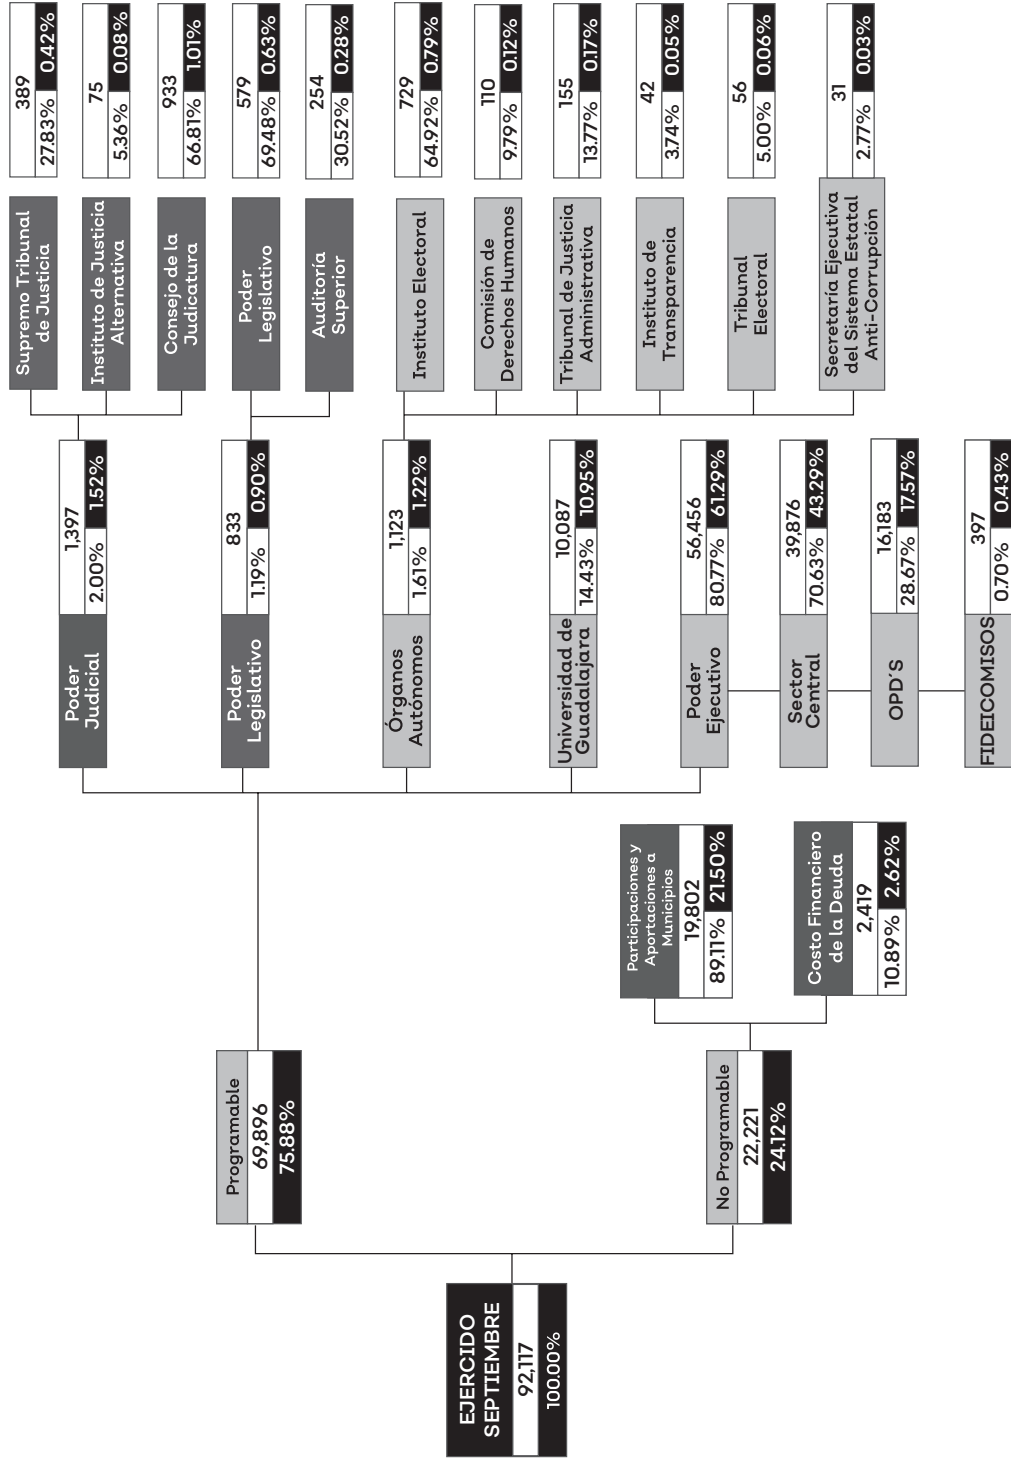 EJERCIDO
SEPTIEMBRE
92,117
100.00%
Programable
69,896
75.88%
No Programable
22,221
24.12%
Participaciones y
Aportaciones a
Municipios
19,802
89.11% 21.50%
Costo Financiero
de la Deuda
2,419
10.89% 2.62%
Poder
Judicial
1,397
2.00% 1.52%
Poder
Legislativo
833
1.19% 0.90%
Órganos
Autónomos
1,123
1.61% 1.22%
Universidad de
Guadalajara
10,087
14.43% 10.95%
Poder
Ejecutivo
56,456
80.77% 61.29%
Sector
Central
39,876
70.63% 43.29%
OPD´S
16,183
28.67% 17.57%
FIDEICOMISOS
397
0.70% 0.43%
Supremo Tribunal
de Justicia
389
27.83% 0.42%
Instituto de Justicia
Alternativa
75
5.36% 0.08%
Consejo de la
Judicatura
933
66.81% 1.01%
Poder
Legislativo
579
69.48% 0.63%
Auditoría
Superior
254
30.52% 0.28%
Instituto Electoral
729
64.92% 0.79%
Comisión de
Derechos Humanos
110
9.79% 0.12%
Tribunal de Justicia
Administrativa
155
13.77% 0.17%
Instituto de
Transparencia
42
3.74% 0.05%
Tribunal
Electoral
56
5.00% 0.06%
Secretaría Ejecutiva
del Sistema Estatal
Anti-Corrupción
31
2.77% 0.03%